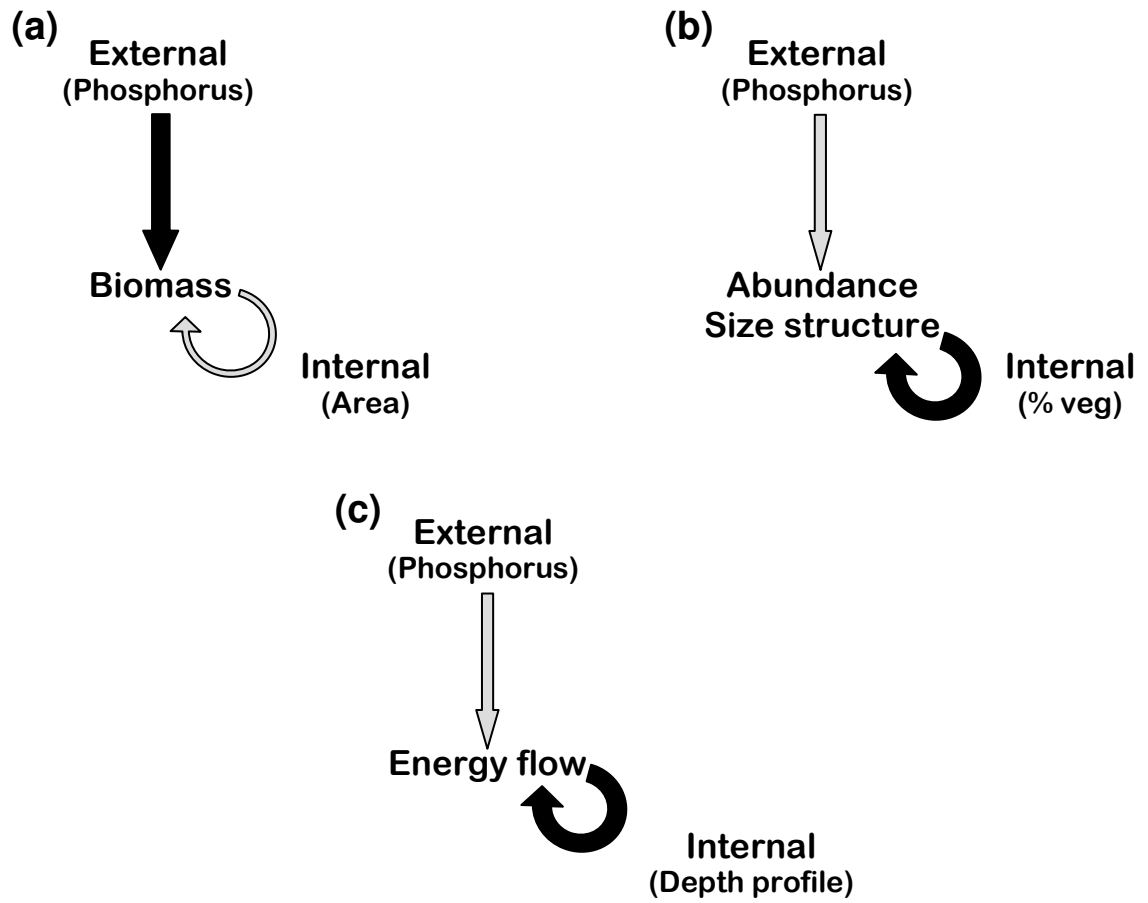 (a)
External
(Phosphorus)
Biomass
Internal
(Area)
(b)
External
(Phosphorus)
Abundance
Size structure
Internal
(% veg)
(c)
External
(Phosphorus)
Energy flow
Internal
(Depth profile)